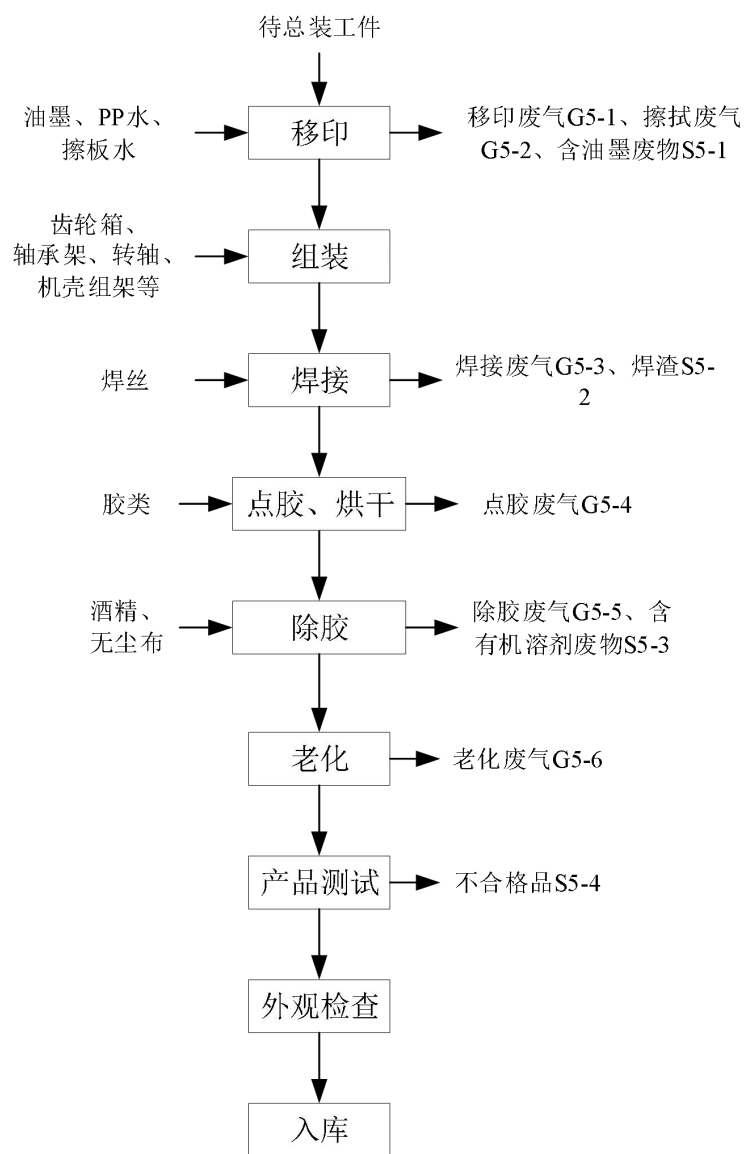 待总装工件
油墨、PP水、
擦板水
移印
移印废气G5-1、擦拭废气
G5-2、含油墨废物S5-1
齿轮箱、
轴承架、转轴、
机壳组架等
组装
焊丝
焊接
焊接废气G5-3、焊渣S5-
2
胶类
点胶、烘干
点胶废气G5-4
酒精、
无尘布
除胶
除胶废气G5-5、含
有机溶剂废物S5-3
老化
老化废气G5-6
产品测试
不合格品S5-4
外观检查
入库